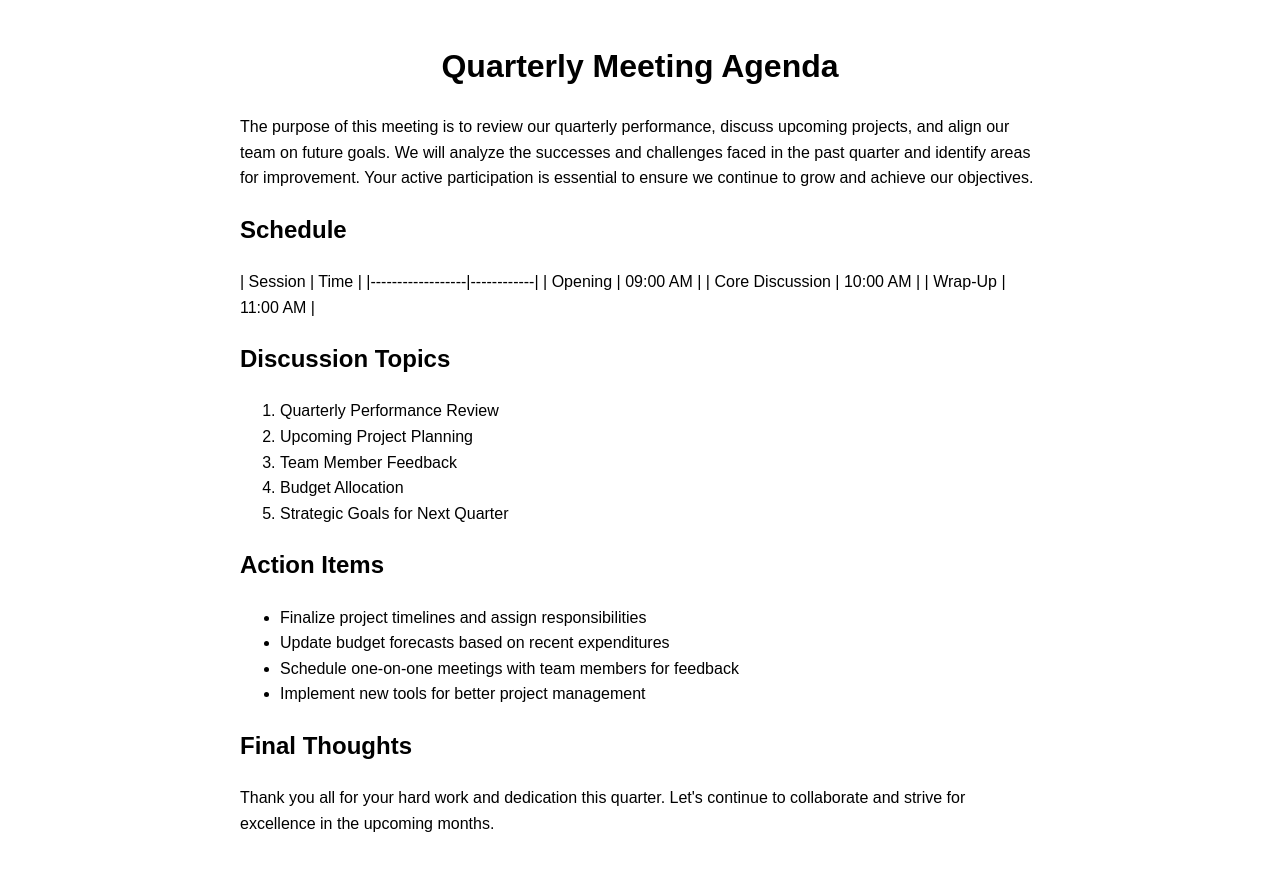 Quarterly Meeting Agenda
The purpose of this meeting is to review our quarterly performance, discuss upcoming projects, and align our
team on future goals. We will analyze the successes and challenges faced in the past quarter and identify areas
for improvement. Your active participation is essential to ensure we continue to grow and achieve our objectives.
Schedule
| Session | Time | |------------------|------------| | Opening | 09:00 AM | | Core Discussion | 10:00 AM | | Wrap-Up |
11:00 AM |
Discussion Topics
1. Quarterly Performance Review
2. Upcoming Project Planning
3. Team Member Feedback
4. Budget Allocation
5. Strategic Goals for Next Quarter
Action Items
• Finalize project timelines and assign responsibilities
• Update budget forecasts based on recent expenditures
• Schedule one-on-one meetings with team members for feedback
• Implement new tools for better project management
Final Thoughts
Thank you all for your hard work and dedication this quarter. Let's continue to collaborate and strive for
excellence in the upcoming months.